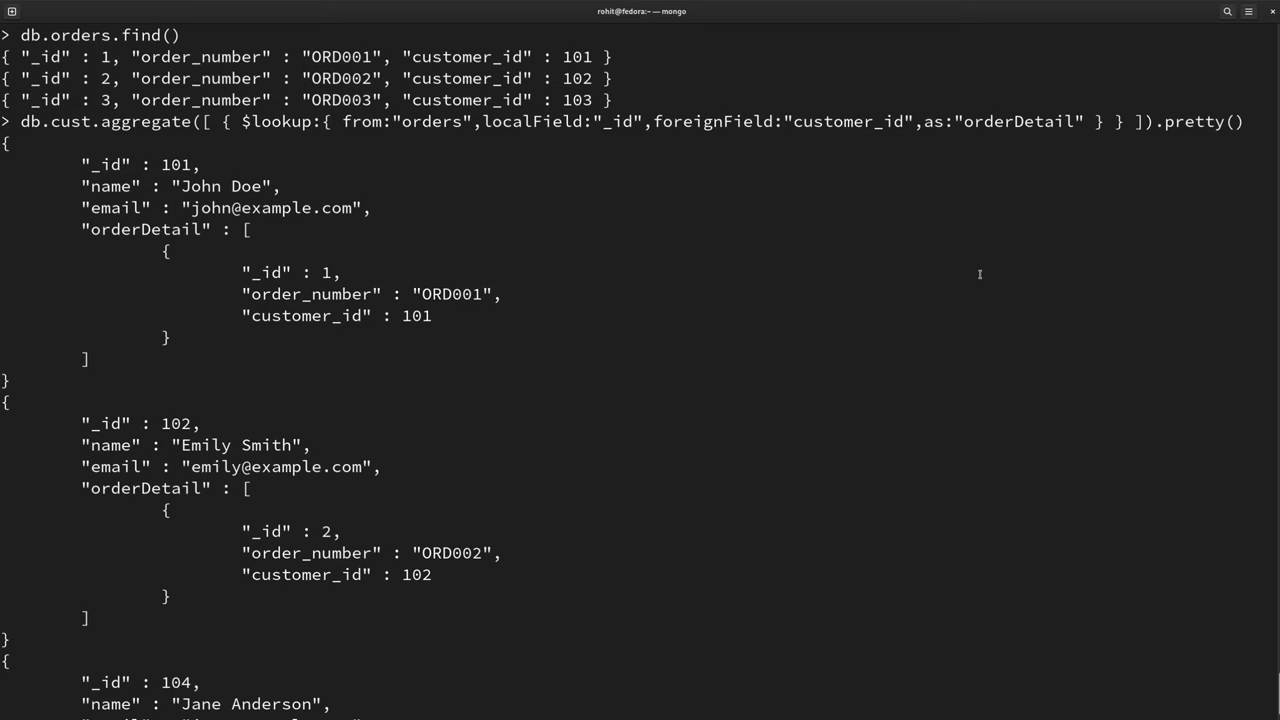 rohit@fedora:~ — mongo
> db.orders.find()
{ "_id" : 1, "order_number" : "ORD001", "customer_id" : 101 }
{ "_id" : 2, "order_number" : "ORD002", "customer_id" : 102 }
{ "_id" : 3, "order_number" : "ORD003", "customer_id" : 103 }
> db.cust.aggregate([ { $lookup:{ from:"orders",localField:"_id",foreignField:"customer_id",as:"orderDetail" } } ]).pretty()
{
"_id" : 101,
"name" : "John Doe",
"email" : "john@example.com",
"orderDetail" : [
{
"_id" : 1,
"order_number" : "ORD001",
"customer_id" : 101
}
]
}
{
"_id" : 102,
"name" : "Emily Smith",
"email" : "emily@example.com",
"orderDetail" : [
{
"_id" : 2,
"order_number" : "ORD002",
"customer_id" : 102
}
]
}
{
"_id" : 104,
"name" : "Jane Anderson",